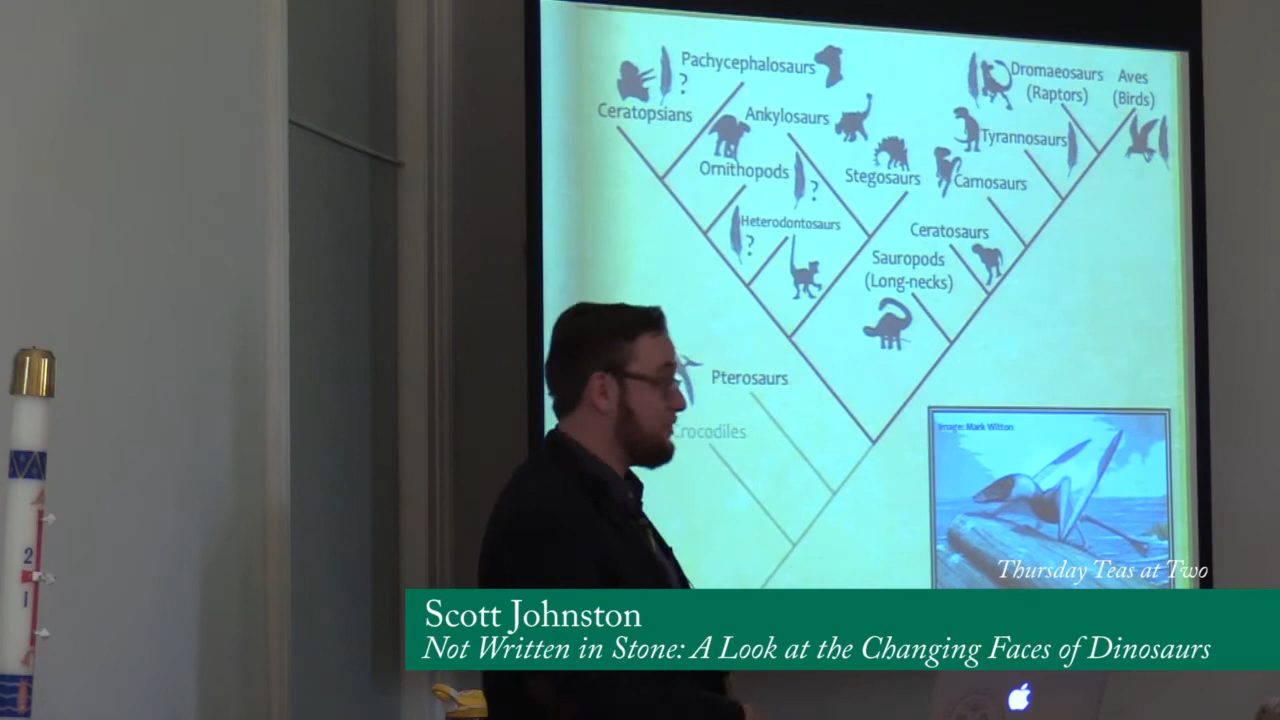 Pachycephalosaurs
?
Ceratopsians
Ankylosaurs
Dromaeosaurs
(Raptors)
Aves
(Birds)
Tyrannosaurs
Ornithopods
?
Stegosaurs
Carnosaurs
Heterodontosaurs
?
Ceratosaurs
Sauropods
(Long-necks)
Pterosaurs
rocodiles
Image: Mark Witton
2
1
Thursday Teas at Two
Scott Johnston
Not Written in Stone: A Look at the Changing Faces of Dinosaurs